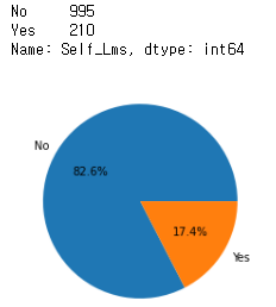 No     995
Yes    210
Name: Self_Lms, dtype: int64
No
82.6%
17.4%
Yes